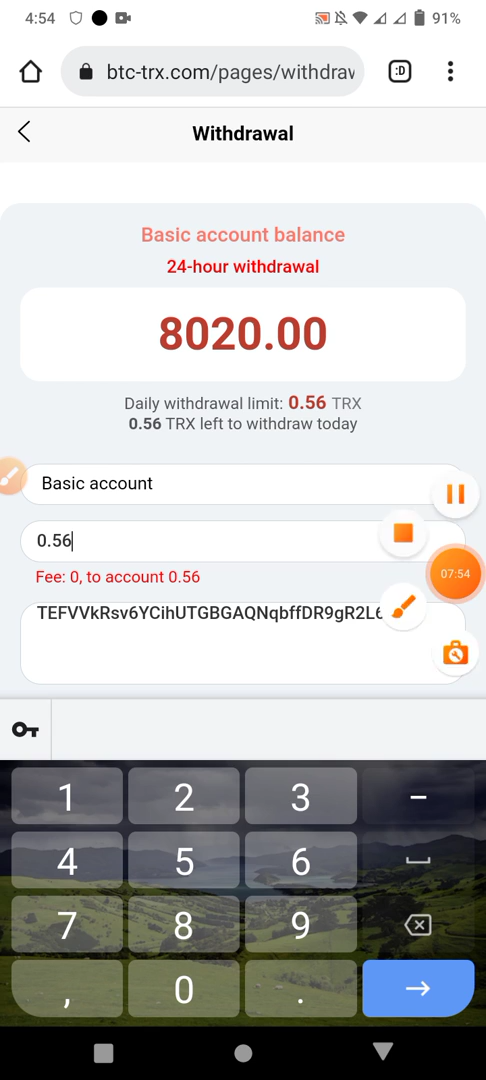 4:54
91%
btc-trx.com/pages/withdraw
:D
Withdrawal
Basic account balance
24-hour withdrawal
8020.00
Daily withdrawal limit: 0.56 TRX
0.56 TRX left to withdraw today
Basic account
0.56
Fee: 0, to account 0.56
07:54
TEFVVkRsv6YCihUTGBGAQNqbffDR9gR2L6
1 2 3 –
4 5 6
7 8 9
, 0 .